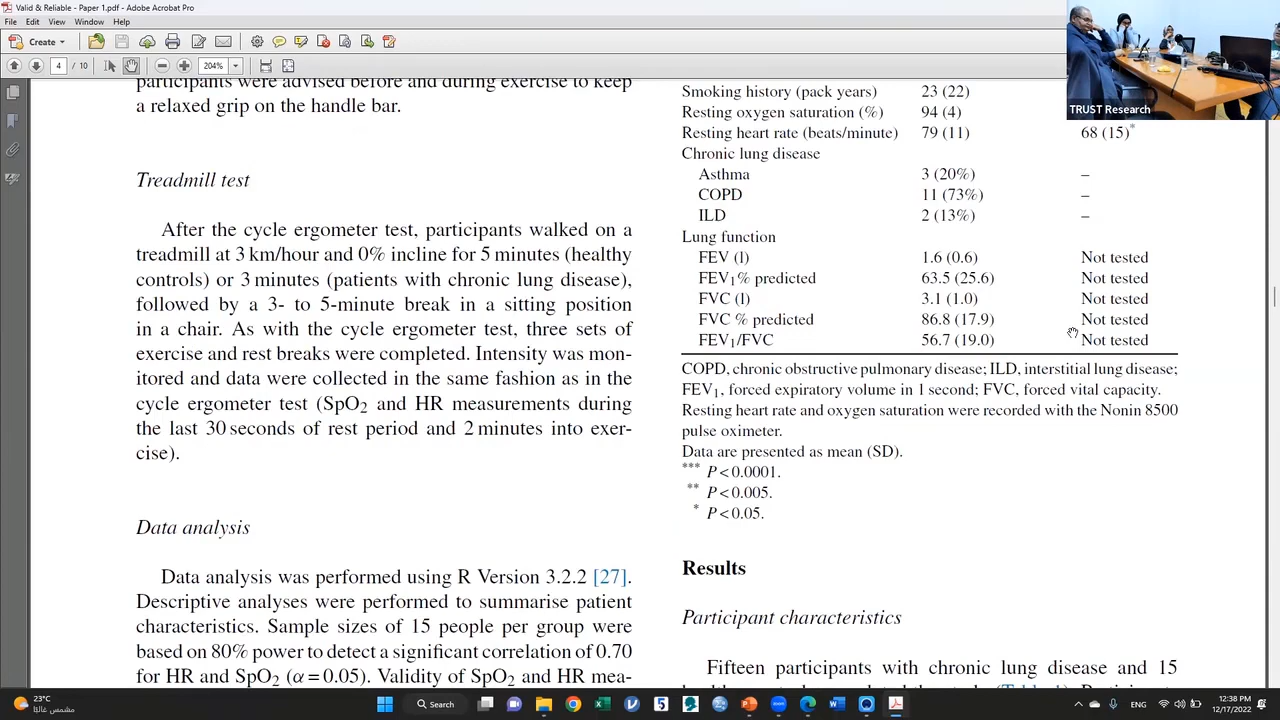 Valid & Reliable - Paper 1.pdf - Adobe Acrobat Pro
File Edit View Window Help
Create
4 / 10
204%
participants were advised before and during exercise to keep
a relaxed grip on the handle bar.
Treadmill test
After the cycle ergometer test, participants walked on a
treadmill at 3 km/hour and 0% incline for 5 minutes (healthy
controls) or 3 minutes (patients with chronic lung disease),
followed by a 3- to 5-minute break in a sitting position
in a chair. As with the cycle ergometer test, three sets of
exercise and rest breaks were completed. Intensity was mon-
itored and data were collected in the same fashion as in the
cycle ergometer test (SpO2 and HR measurements during
the last 30 seconds of rest period and 2 minutes into exer-
cise).
Data analysis
Data analysis was performed using R Version 3.2.2 [27].
Descriptive analyses were performed to summarise patient
characteristics. Sample sizes of 15 people per group were
based on 80% power to detect a significant correlation of 0.70
for HR and SpO2 (α = 0.05). Validity of SpO2 and HR mea-
Smoking history (pack years) 23 (22)
Resting oxygen saturation (%) 94 (4)
Resting heart rate (beats/minute) 79 (11) 68 (15)*
Chronic lung disease
Asthma 3 (20%) –
COPD 11 (73%) –
ILD 2 (13%) –
Lung function
FEV (l) 1.6 (0.6) Not tested
FEV1% predicted 63.5 (25.6) Not tested
FVC (l) 3.1 (1.0) Not tested
FVC % predicted 86.8 (17.9) Not tested
FEV1/FVC 56.7 (19.0) Not tested
COPD, chronic obstructive pulmonary disease; ILD, interstitial lung disease;
FEV1, forced expiratory volume in 1 second; FVC, forced vital capacity.
Resting heart rate and oxygen saturation were recorded with the Nonin 8500
pulse oximeter.
Data are presented as mean (SD).
*** P < 0.0001.
** P < 0.005.
* P < 0.05.
Results
Participant characteristics
Fifteen participants with chronic lung disease and 15
TRUST Research
23°C
مشمس غالبًا
Search
ENG
12:38 PM
12/17/2022